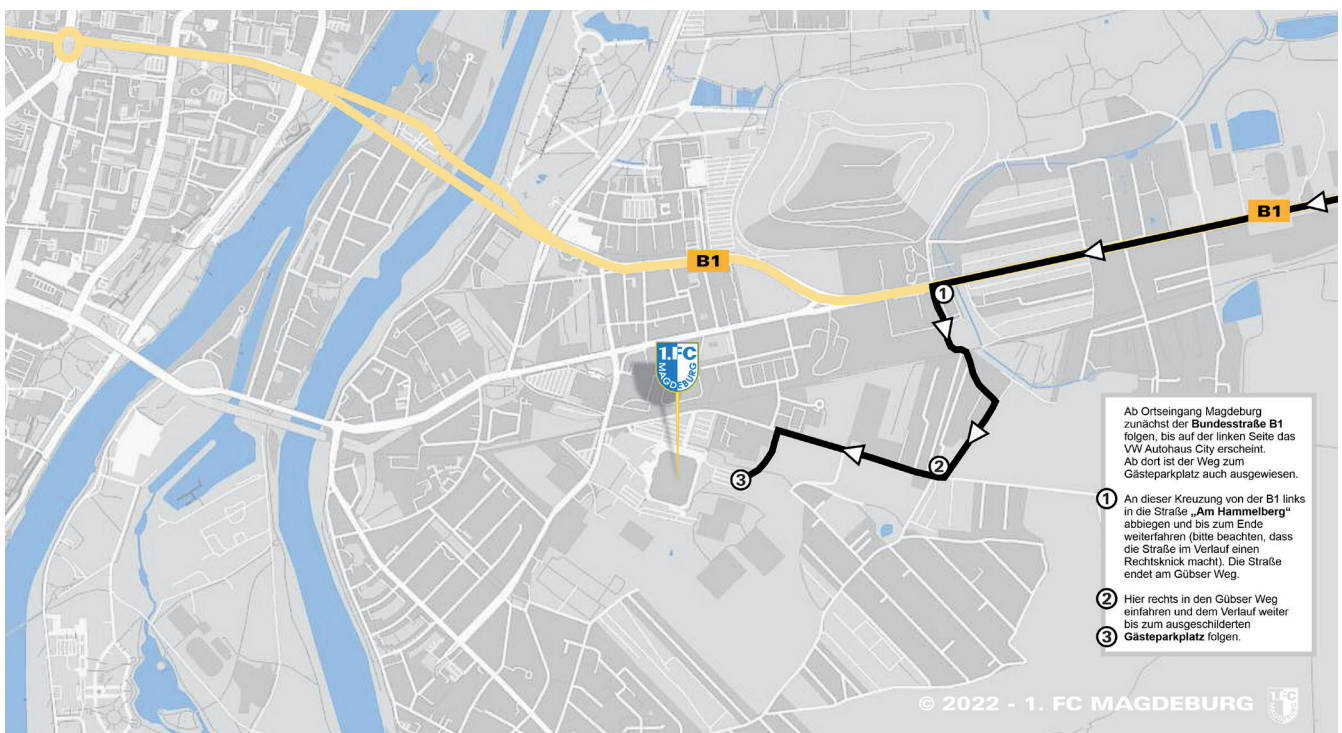 B1
B1
1
1.FC
MAGDEBURG
2
3
Ab Ortseingang Magdeburg
zunächst der Bundesstraße B1
folgen, bis auf der linken Seite das
VW Autohaus City erscheint.
Ab dort ist der Weg zum
Gästeparkplatz auch ausgewiesen.
1 An dieser Kreuzung von der B1 links
in die Straße „Am Hammelberg“
abbiegen und bis zum Ende
weiterfahren (bitte beachten, dass
die Straße im Verlauf einen
Rechtsknick macht). Die Straße
endet am Gübser Weg.
2 Hier rechts in den Gübser Weg
einfahren und dem Verlauf weiter
bis zum ausgeschilderten
3 Gästeparkplatz folgen.
© 2022 - 1. FC MAGDEBURG
1.FC